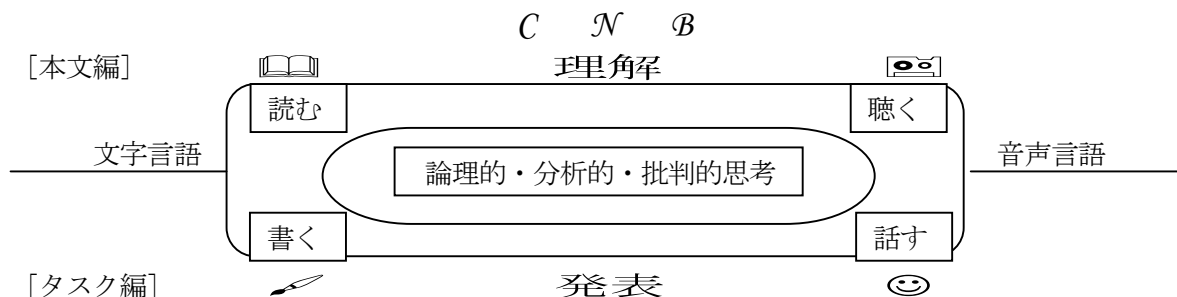 C N B
［本文編］ 理解
読む 聴く
文字言語 音声言語
論理的・分析的・批判的思考
書く 話す
［タスク編］ 発表